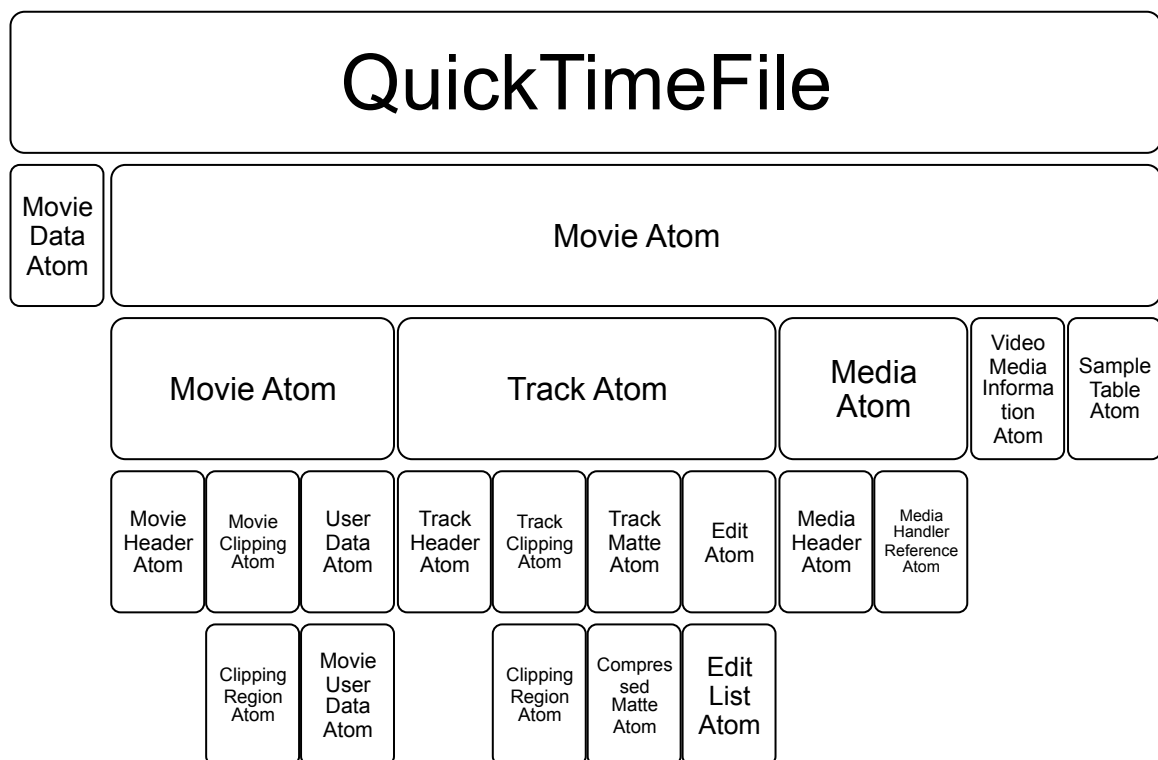 QuickTimeFile
Movie
Data
Atom
Movie Atom
Movie Atom
Track Atom
Media
Atom
Video
Media
Informa
tion
Atom
Sample
Table
Atom
Movie
Header
Atom
Movie
Clipping
Atom
User
Data
Atom
Track
Header
Atom
Track
Clipping
Atom
Track
Matte
Atom
Edit
Atom
Media
Header
Atom
Media
Handler
Reference
Atom
Clipping
Region
Atom
Movie
User
Data
Atom
Clipping
Region
Atom
Compres
sed
Matte
Atom
Edit
List
Atom